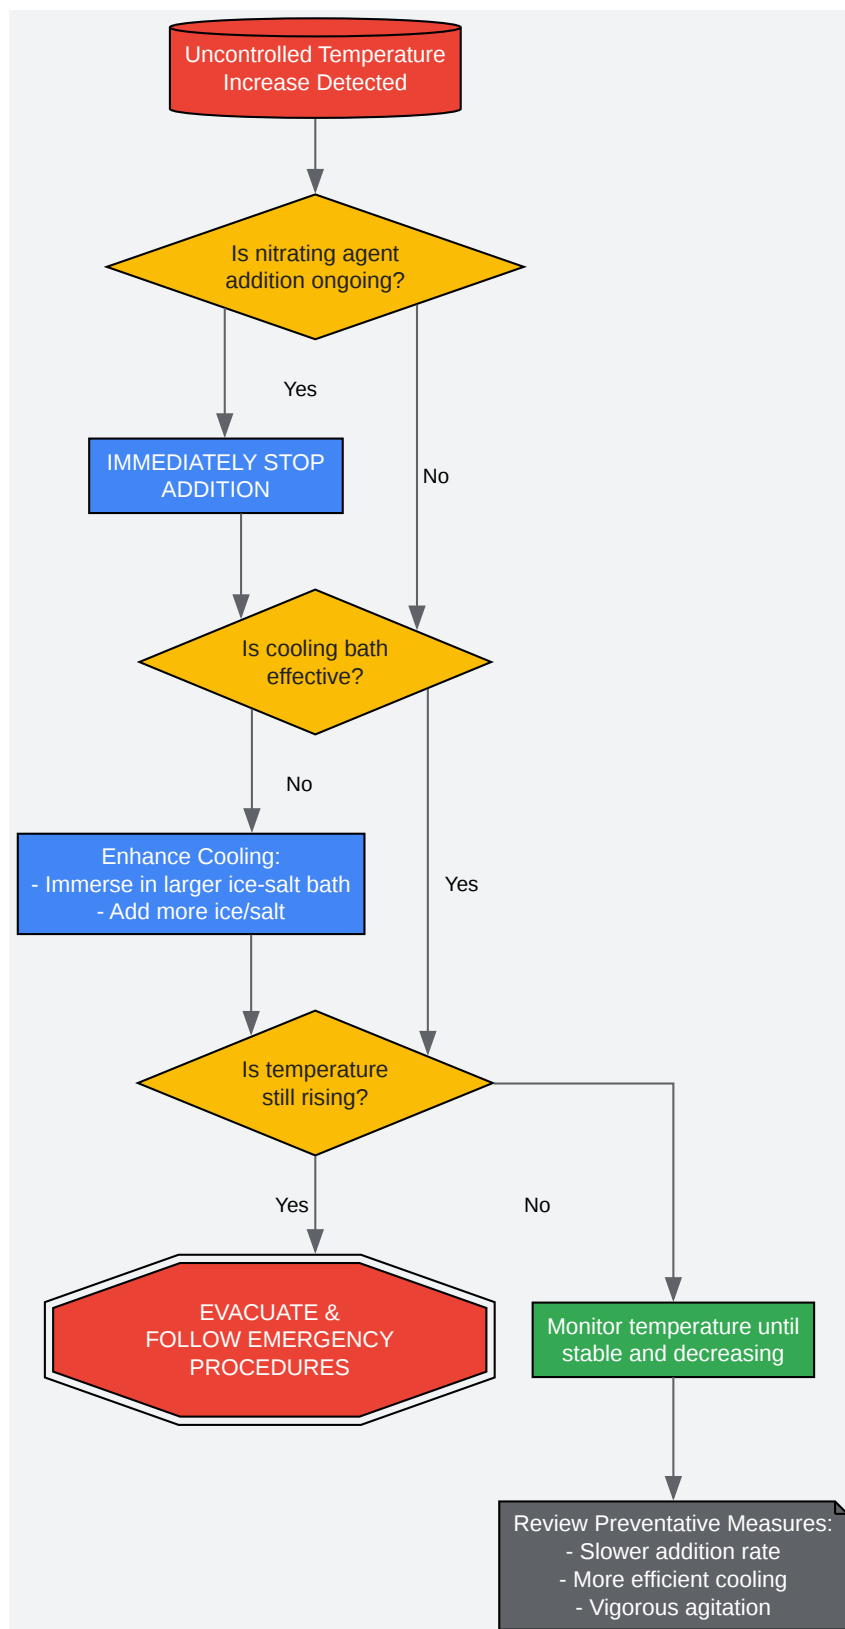 Uncontrolled Temperature
Increase Detected
Is nitrating agent
addition ongoing?
Yes
IMMEDIATELY STOP
ADDITION
No
Is cooling bath
effective?
No
Enhance Cooling:
- Immerse in larger ice-salt bath
- Add more ice/salt
Yes
Is temperature
still rising?
Yes
No
EVACUATE &
FOLLOW EMERGENCY
PROCEDURES
Monitor temperature until
stable and decreasing
Review Preventative Measures:
- Slower addition rate
- More efficient cooling
- Vigorous agitation